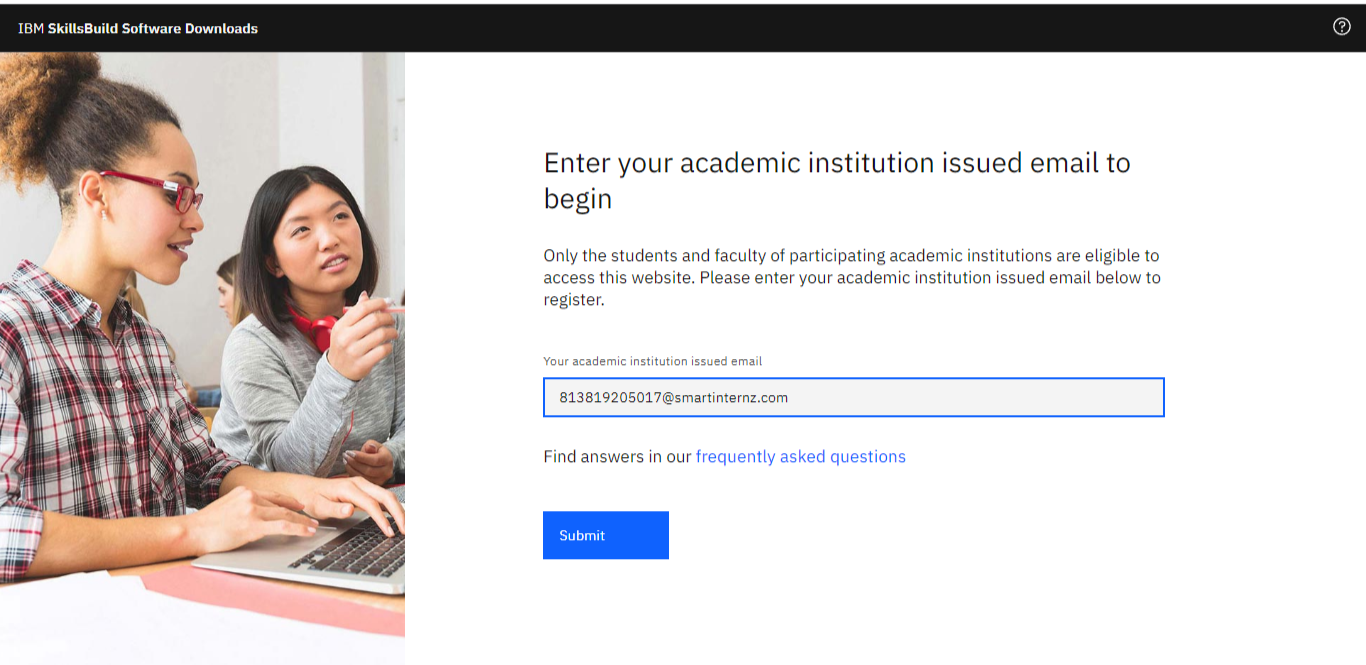 IBM SkillsBuild Software Downloads
Enter your academic institution issued email to
begin
Only the students and faculty of participating academic institutions are eligible to
access this website. Please enter your academic institution issued email below to
register.
Your academic institution issued email
813819205017@smartinternz.com
Find answers in our frequently asked questions
Submit